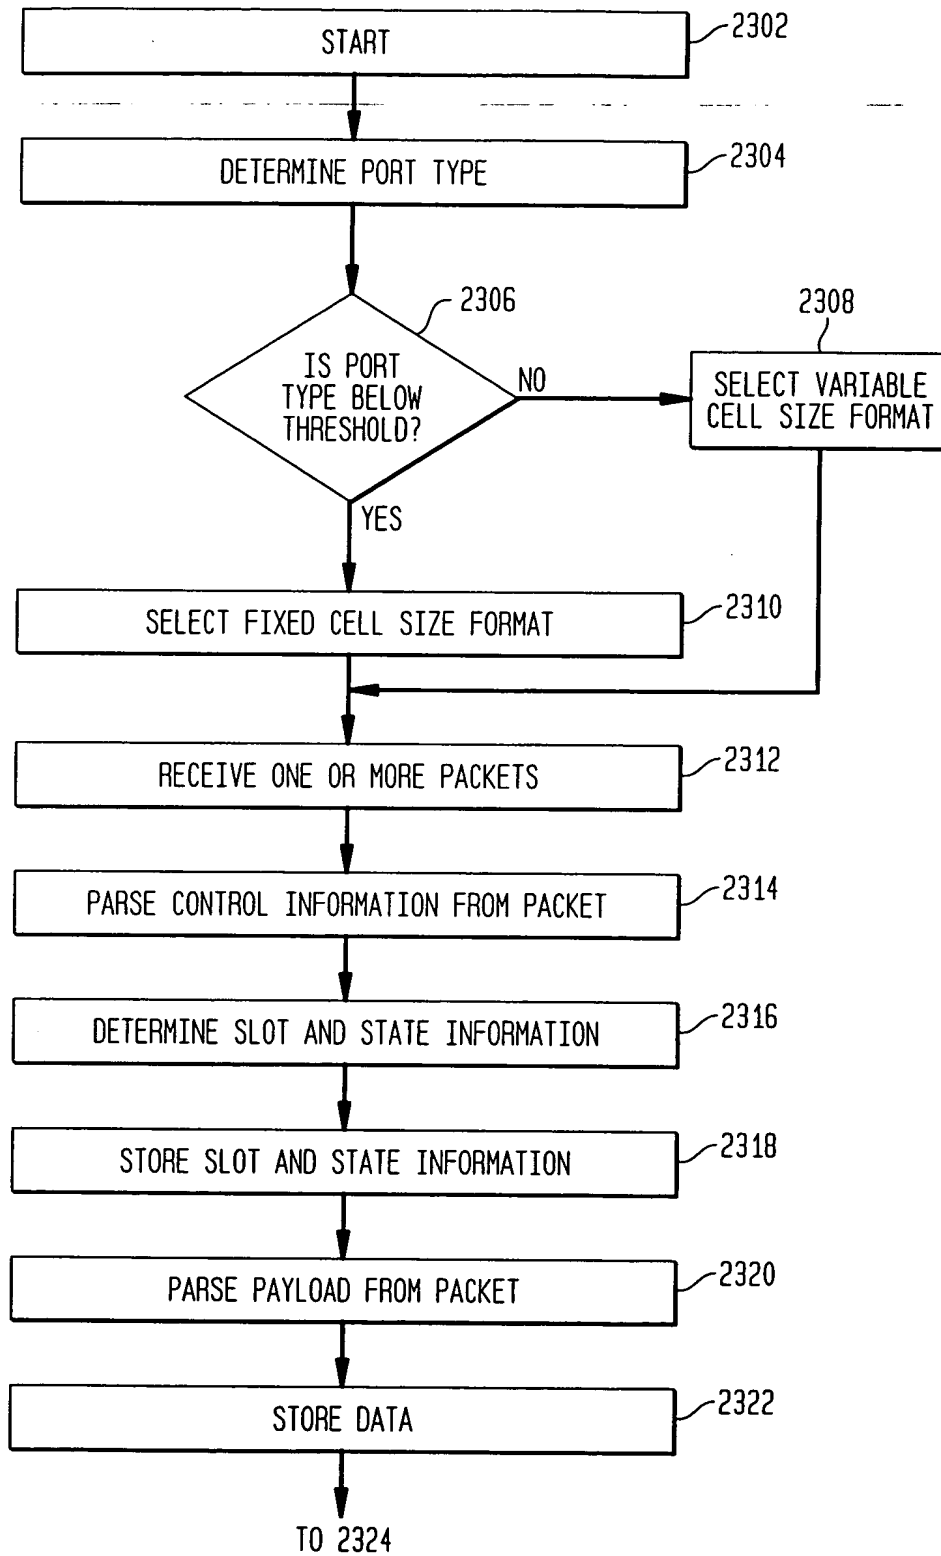 START
2302
DETERMINE PORT TYPE
2304
2306
IS PORT
TYPE BELOW
THRESHOLD?
NO
2308
SELECT VARIABLE
CELL SIZE FORMAT
YES
SELECT FIXED CELL SIZE FORMAT
2310
RECEIVE ONE OR MORE PACKETS
2312
PARSE CONTROL INFORMATION FROM PACKET
2314
DETERMINE SLOT AND STATE INFORMATION
2316
STORE SLOT AND STATE INFORMATION
2318
PARSE PAYLOAD FROM PACKET
2320
STORE DATA
2322
TO 2324